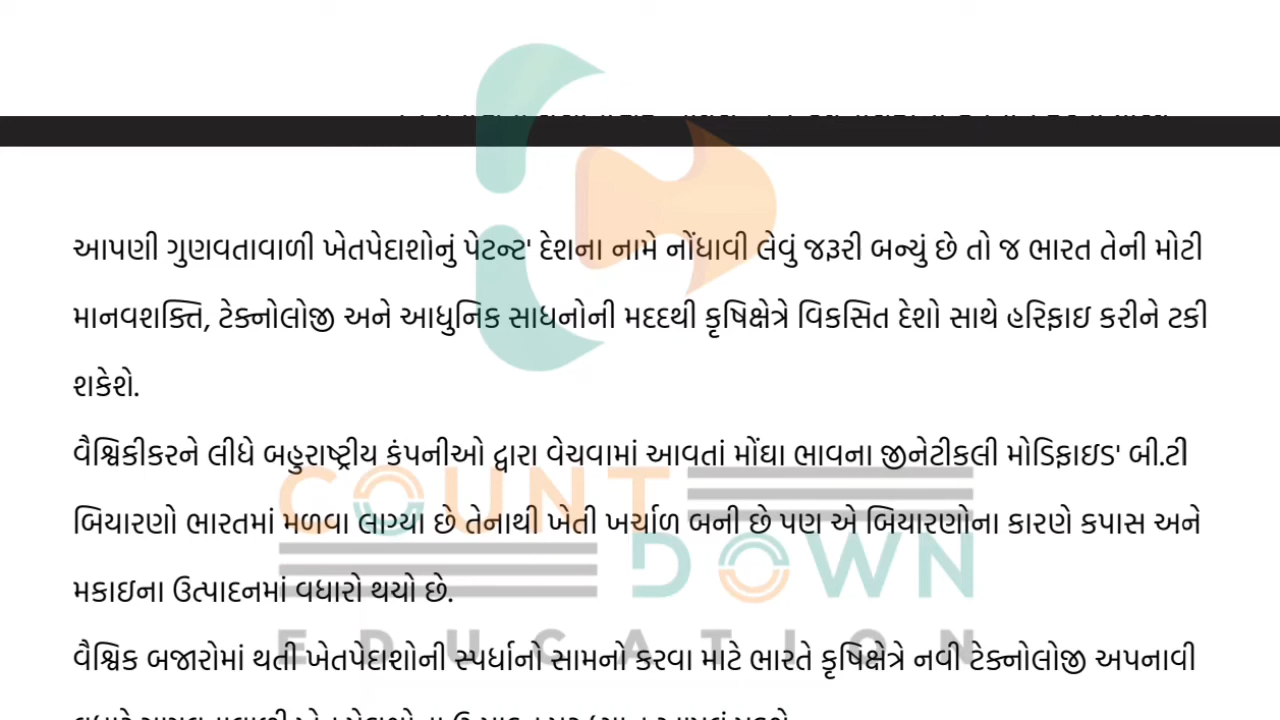 આપણી ગુણવતાવાળી ખેતપેદાશોનું પેટન્ટ' દેશના નામે નોંધાવી લેવું જરૂરી બન્યું છે તો જ ભારત તેની મોટી
માનવશક્તિ, ટેક્નોલોજી અને આધુનિક સાધનોની મદદથી કૃષિક્ષેત્રે વિકસિત દેશો સાથે હરિફાઇ કરીને ટકી
શકેશે.
વૈશ્વિકીકરને લીધે બહુરાષ્ટ્રીય કંપનીઓ દ્વારા વેચવામાં આવતાં મોંઘા ભાવના જીનેટીકલી મોડિફાઇડ' બી.ટી
COUNT
બિયારણો ભારતમાં મળવા લાગ્યા છે તેનાથી ખેતી ખર્ચાળ બની છે પણ એ બિયારણોના કારણે કપાસ અને
DOWN
મકાઇના ઉત્પાદનમાં વધારો થયો છે.
EDUCATION
વૈશ્વિક બજારોમાં થતી ખેતપેદાશોની સ્પર્ધાનો સામનો કરવા માટે ભારતે કૃષિક્ષેત્રે નવી ટેક્નોલોજી અપનાવી